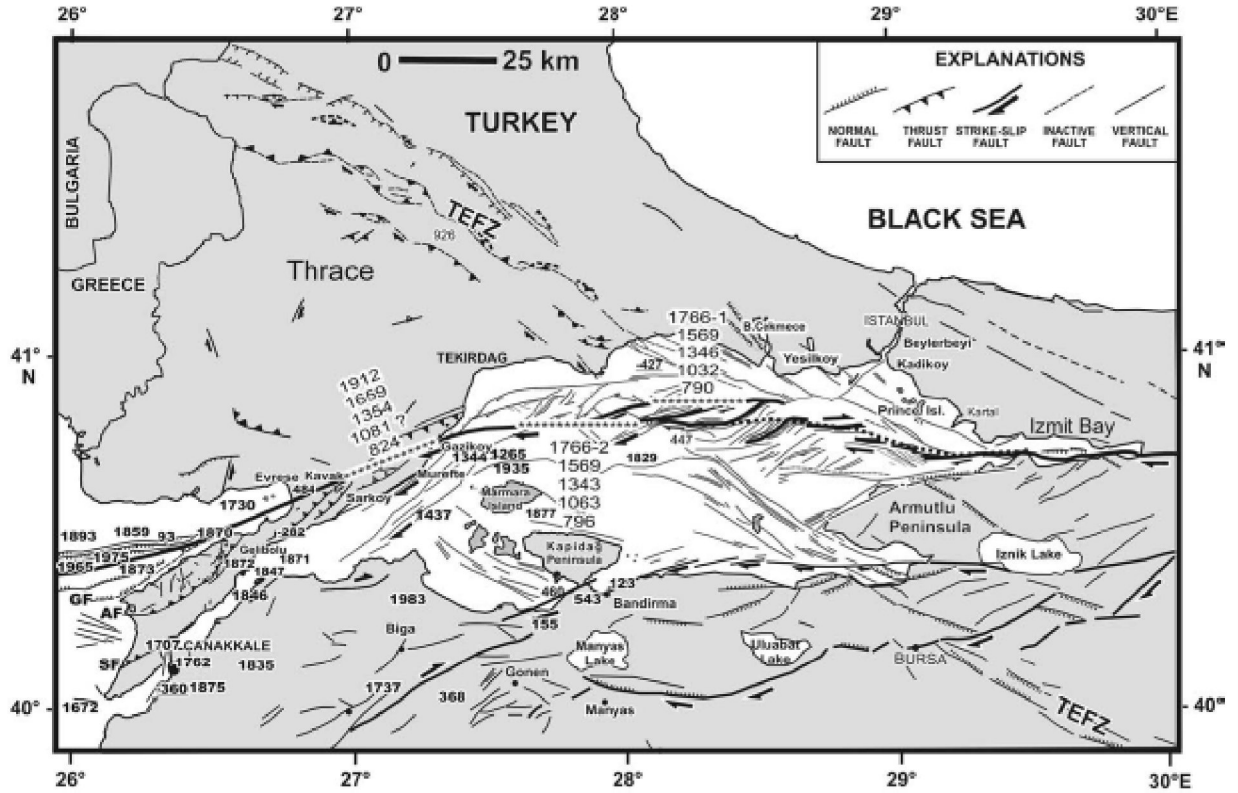 26° 27° 28° 29° 30°E
0 25 km
EXPLANATIONS
NORMAL FAULT
THRUST FAULT
STRIKE-SLIP FAULT
INACTIVE FAULT
VERTICAL FAULT
TURKEY
BULGARIA
BLACK SEA
TEFZ
926
GREECE
Thrace
1766-1
1569
1346
1032
790
B.Cekmece
ISTANBUL
Beylerbeyi
Kadikoy
Yesilkoy
41°
N
41°
N
TEKIRDAG
427
1912
1659
1354
1081 ?
824
Prince Isl.
Kartal
Izmit Bay
Gazikoy
1344
1265
1935
447
1829
1766-2
1569
1343
1063
796
Evrese
Kavak
484
Murefte
Sarkoy
Marmara
Island
1877
1730
1437
Armutlu
Peninsula
Iznik Lake
1893
1859
93
1870
282
1975
1965
1873
Gelibolu
1872
1871
1847
1846
Kapidag
Peninsula
460
543
123
Bandirma
GF
AF
1983
155
Biga
1707
CANAKKALE
SF
1762
1835
360
1875
1672
1737
368
Gonen
Manyas
Lake
Uluabat
Lake
BURSA
Manyas
40°
40°
TEFZ
26° 27° 28° 29° 30°E